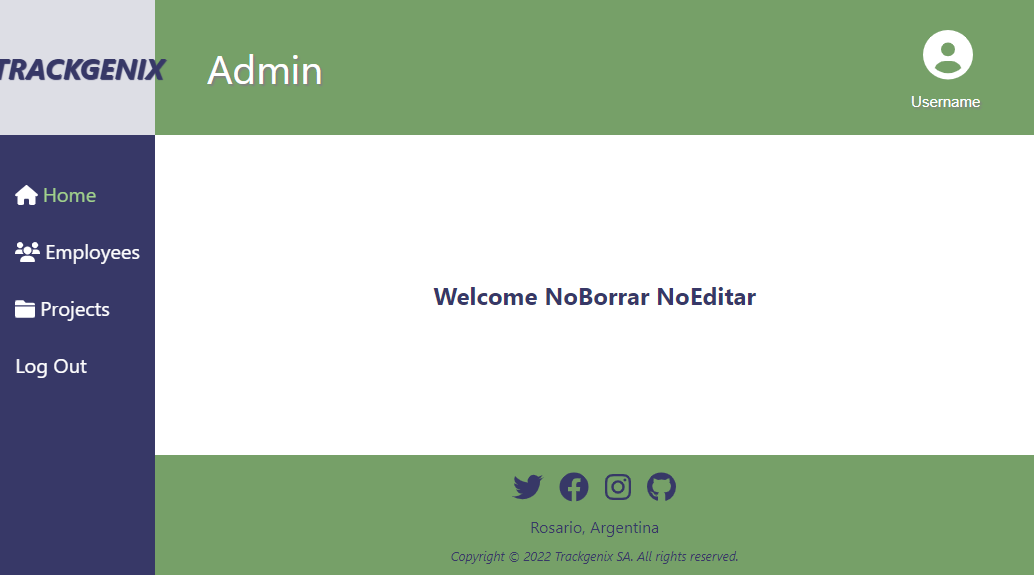 TRACKGENIX
Admin
Username
Home
Employees
Projects
Log Out
Welcome NoBorrar NoEditar
Rosario, Argentina
Copyright © 2022 Trackgenix SA. All rights reserved.